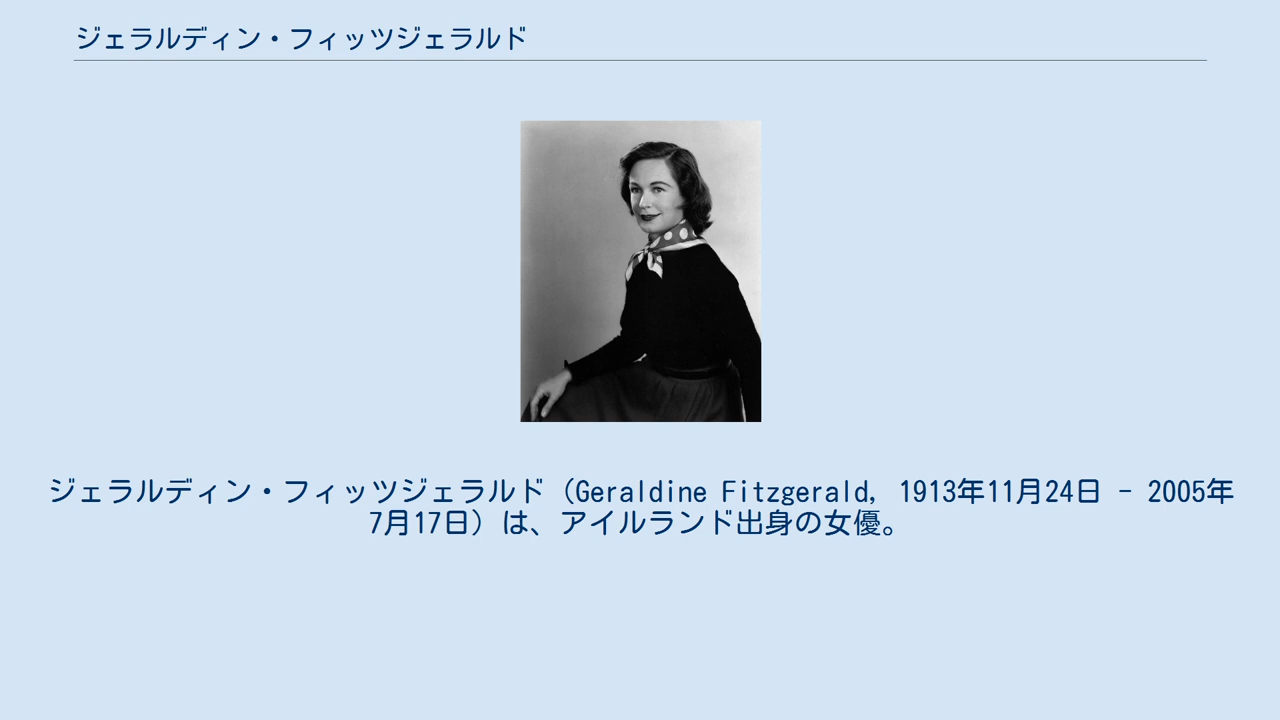 ジェラルディン・フィッツジェラルド
ジェラルディン・フィッツジェラルド（Geraldine Fitzgerald, 1913年11月24日 - 2005年
7月17日）は、アイルランド出身の女優。